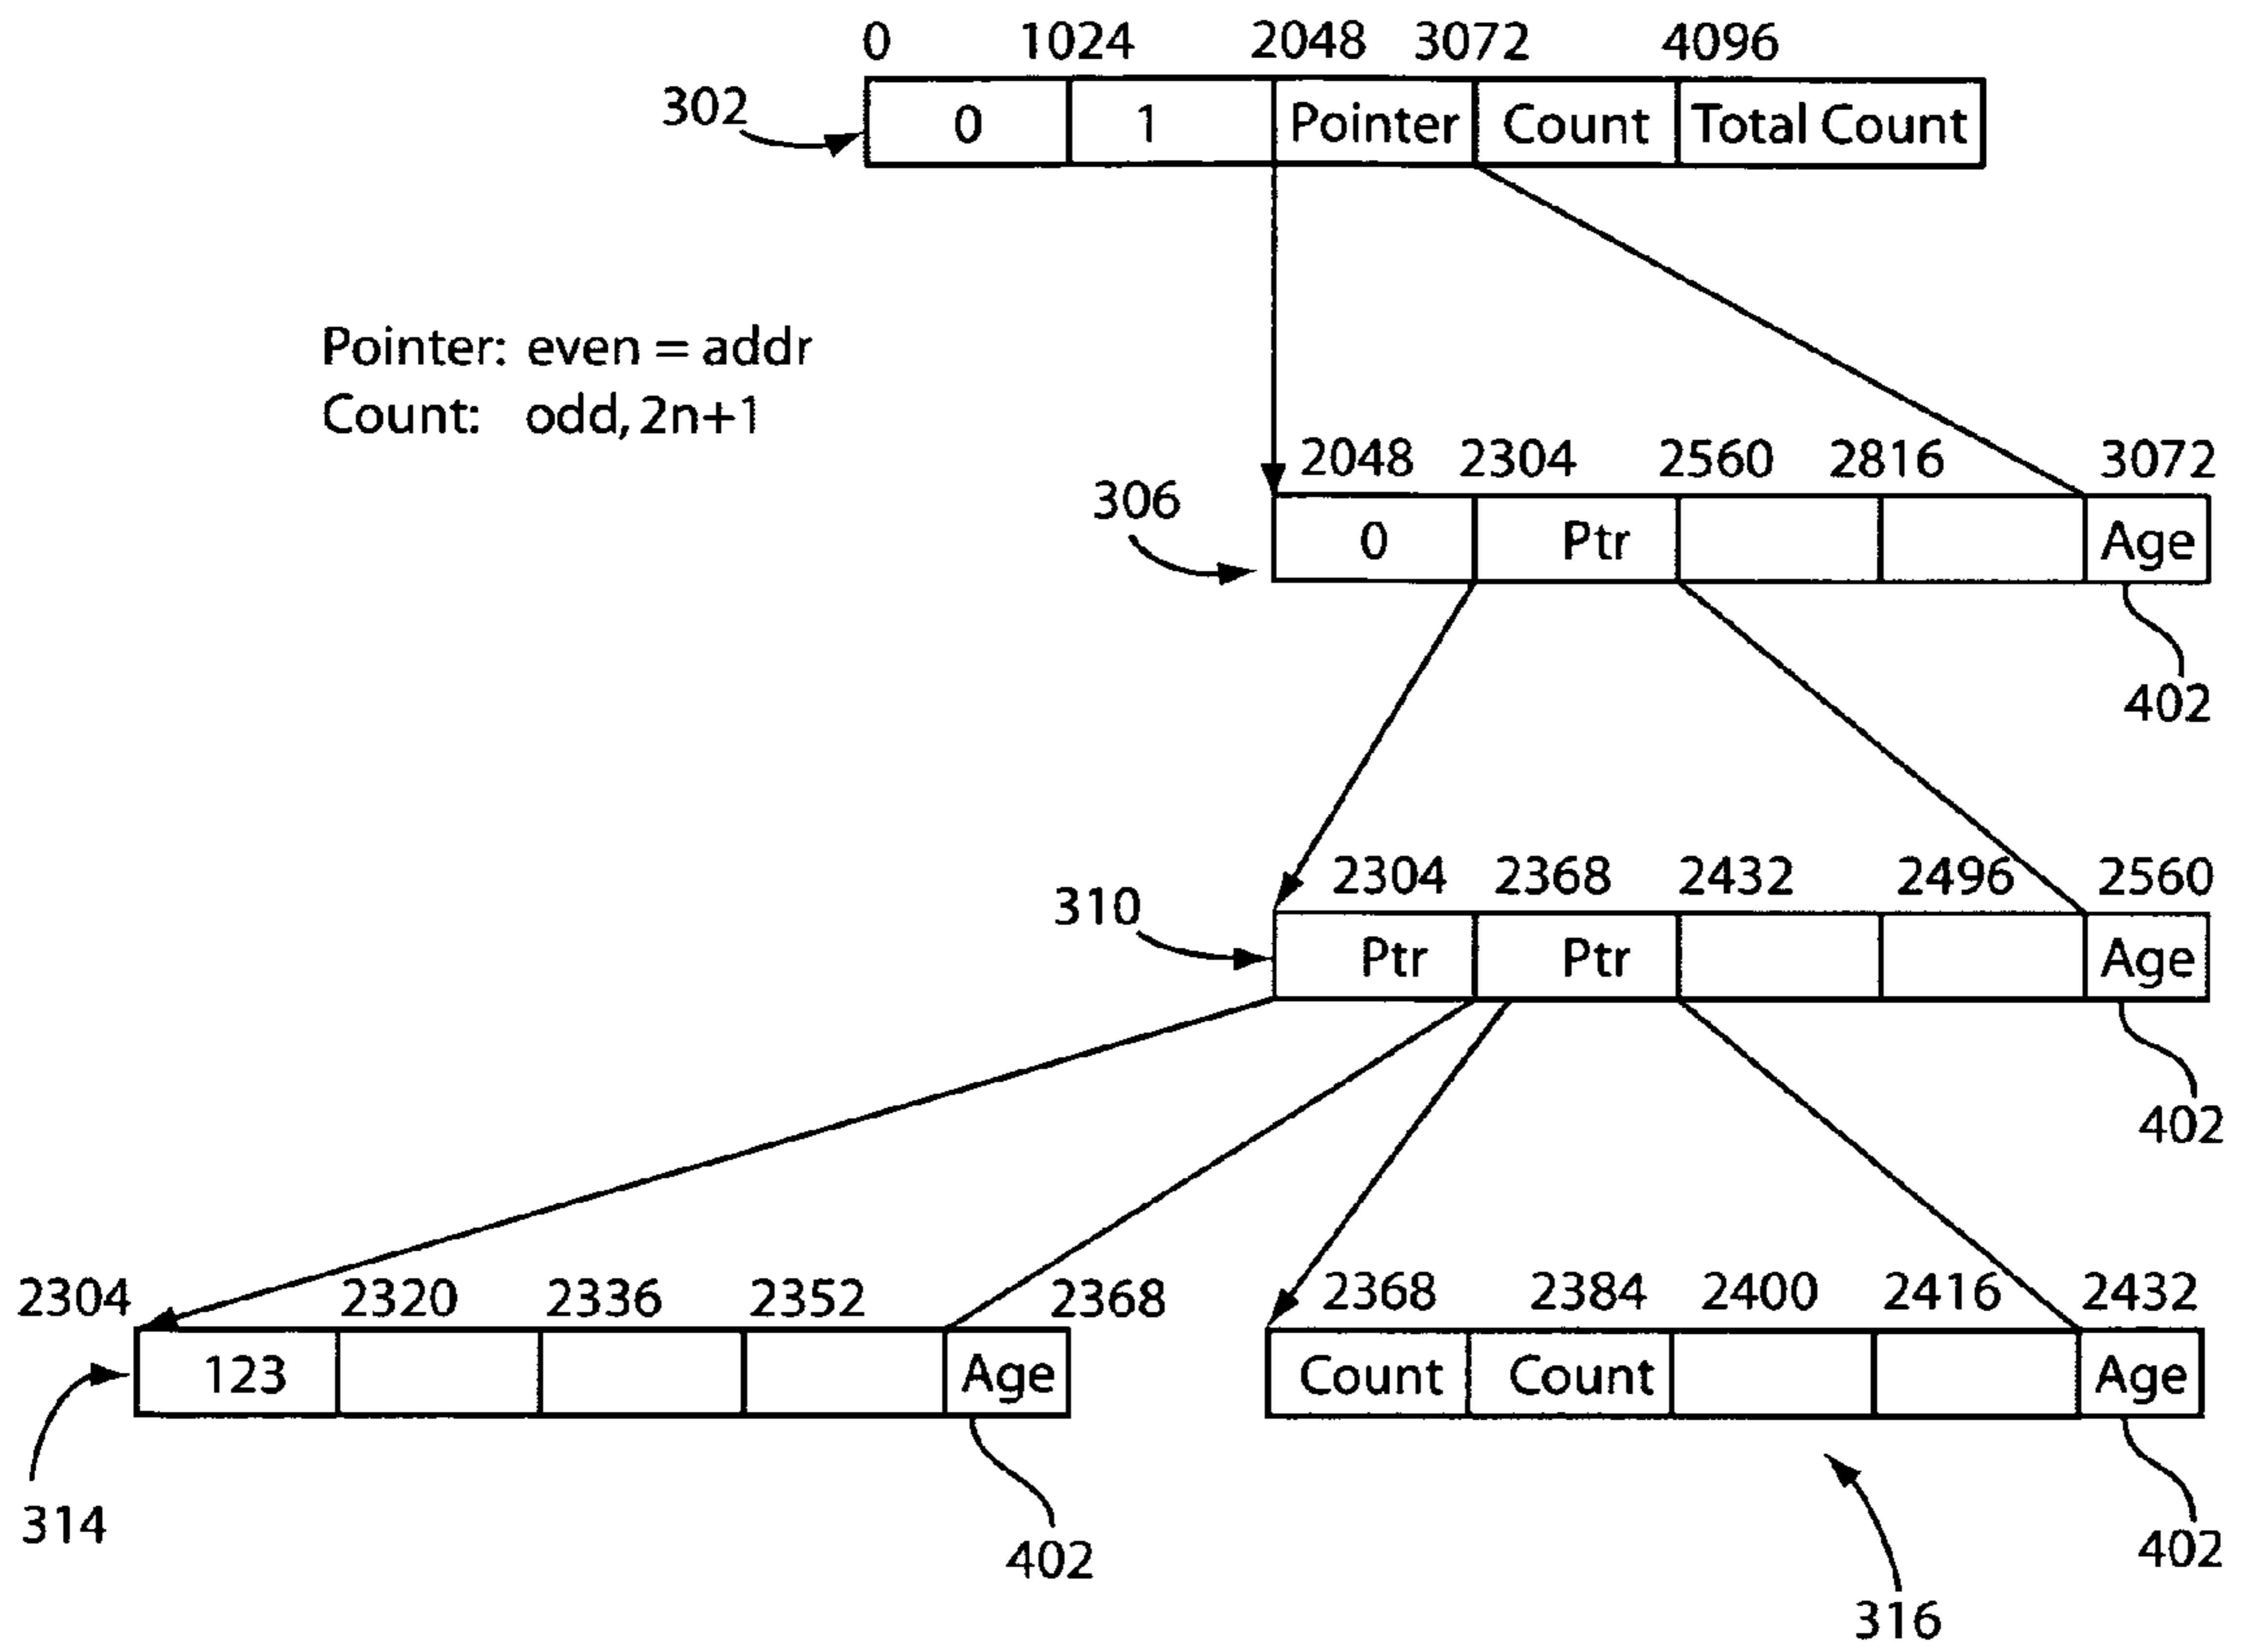 0 1024 2048 3072 4096
302 0 1 Pointer Count Total Count
Pointer: even = addr
Count: odd, 2n+1
2048 2304 2560 2816 3072
306 0 Ptr Age
402
2304 2368 2432 2496 2560
310 Ptr Ptr Age
402
2304 2320 2336 2352 2368
123 Age
314
402
2368 2384 2400 2416 2432
Count Count Age
402
316